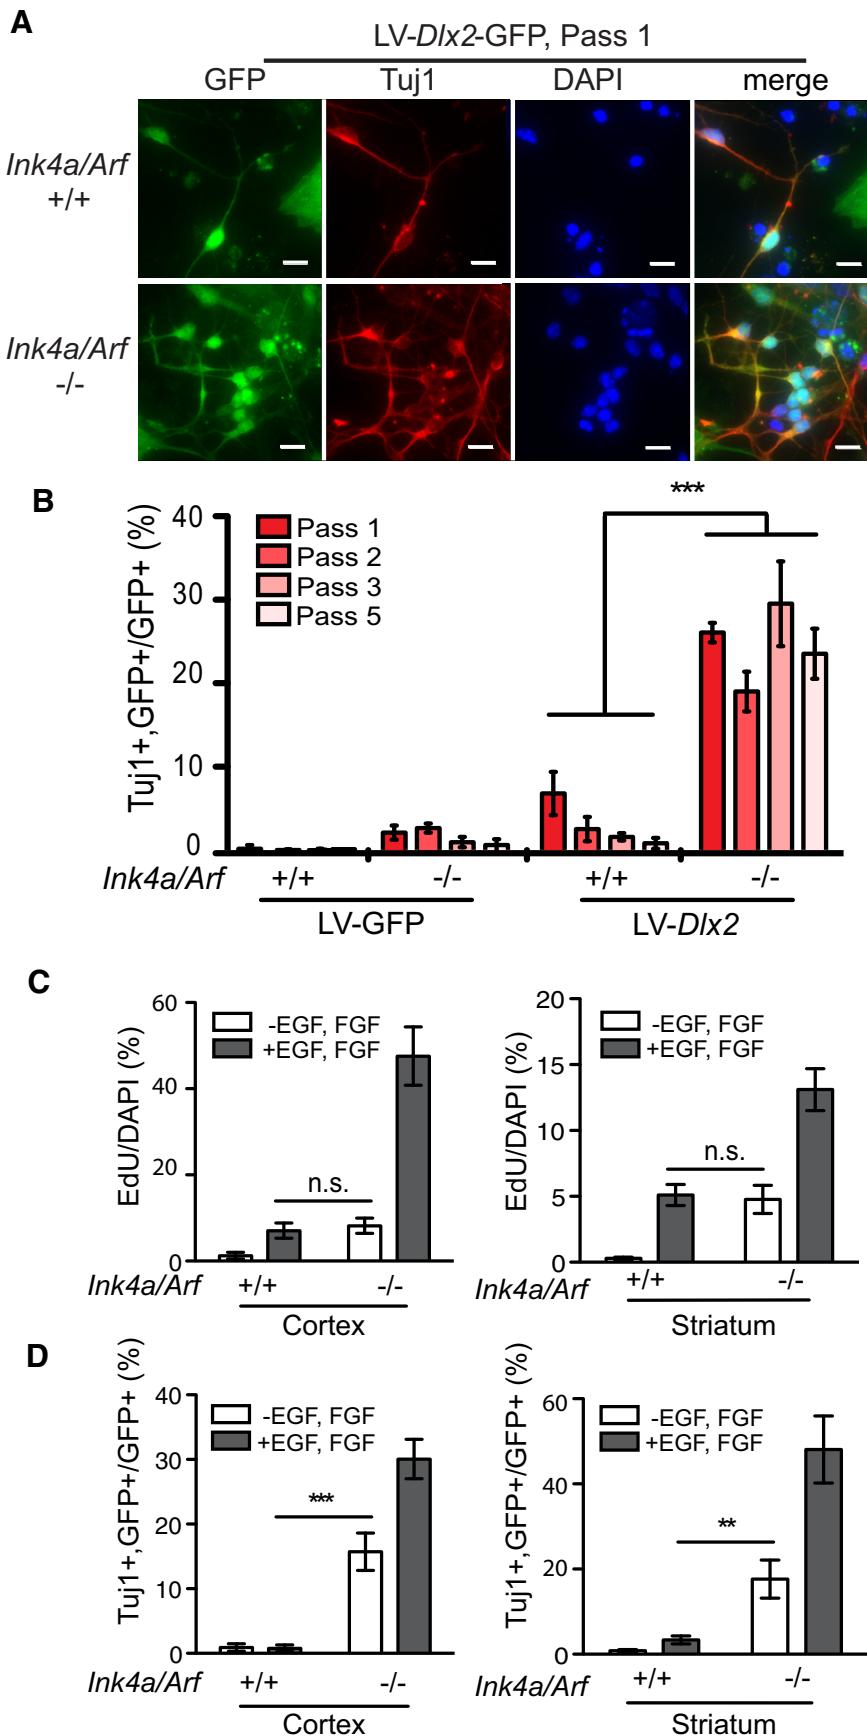 A
LV-Dlx2-GFP, Pass 1
GFP Tuj1 DAPI merge
Ink4a/Arf
+/+
Ink4a/Arf
-/-
B
***
Tuj1+,GFP+/GFP+ (%)
40
30
20
10
0
Pass 1
Pass 2
Pass 3
Pass 5
Ink4a/Arf +/+ -/- +/+ -/-
LV-GFP LV-Dlx2
C
EdU/DAPI (%)
60
40
20
0
-EGF, FGF
+EGF, FGF
n.s.
Ink4a/Arf +/+ -/-
Cortex
EdU/DAPI (%)
20
15
10
5
0
-EGF, FGF
+EGF, FGF
n.s.
Ink4a/Arf +/+ -/-
Striatum
D
Tuj1+,GFP+/GFP+ (%)
40
30
20
10
0
-EGF, FGF
+EGF, FGF
***
Ink4a/Arf +/+ -/-
Cortex
Tuj1+,GFP+/GFP+ (%)
60
40
20
0
-EGF, FGF
+EGF, FGF
**
Ink4a/Arf +/+ -/-
Striatum